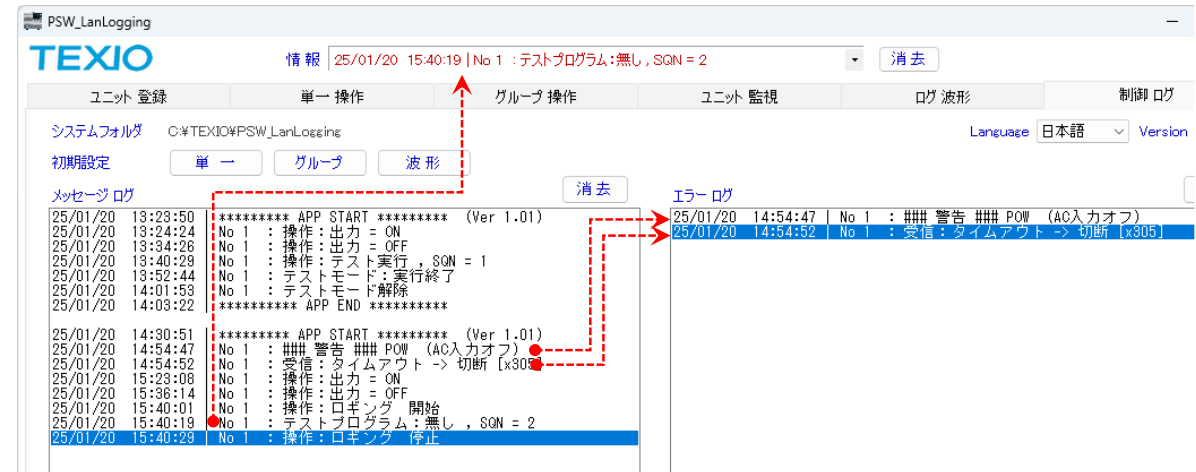 PSW_LanLogging
TEXIO
情報 25/01/20 15:40:19 | No 1 : テストプログラム：無し , SQN = 2 消去
ユニット 登録 単一 操作 グループ 操作 ユニット 監視 ログ 波形 制御 ログ
システムフォルダ C:¥TEXIO¥PSW_LanLogging Language 日本語 Version
初期設定 単 一 グループ 波 形
メッセージ ログ 消去 エラー ログ
25/01/20 13:23:50 | ********* APP START ********* (Ver 1.01)
25/01/20 13:24:24 | No 1 : 操作：出力 = ON
25/01/20 13:34:26 | No 1 : 操作：出力 = OFF
25/01/20 13:40:29 | No 1 : 操作：テスト実行 , SQN = 1
25/01/20 13:52:44 | No 1 : テストモード：実行終了
25/01/20 14:01:53 | No 1 : テストモード解除
25/01/20 14:03:22 | ********** APP END **********
25/01/20 14:30:51 | ********* APP START ********* (Ver 1.01)
25/01/20 14:54:47 | No 1 : ### 警告 ### POW (AC入力オフ)
25/01/20 14:54:52 | No 1 : 受信：タイムアウト -> 切断 [x305]
25/01/20 15:23:08 | No 1 : 操作：出力 = ON
25/01/20 15:36:14 | No 1 : 操作：出力 = OFF
25/01/20 15:40:01 | No 1 : 操作：ロギング 開始
25/01/20 15:40:19 | No 1 : テストプログラム：無し , SQN = 2
25/01/20 15:40:29 | No 1 : 操作：ロギング 停止
25/01/20 14:54:47 | No 1 : ### 警告 ### POW (AC入力オフ)
25/01/20 14:54:52 | No 1 : 受信：タイムアウト -> 切断 [x305]